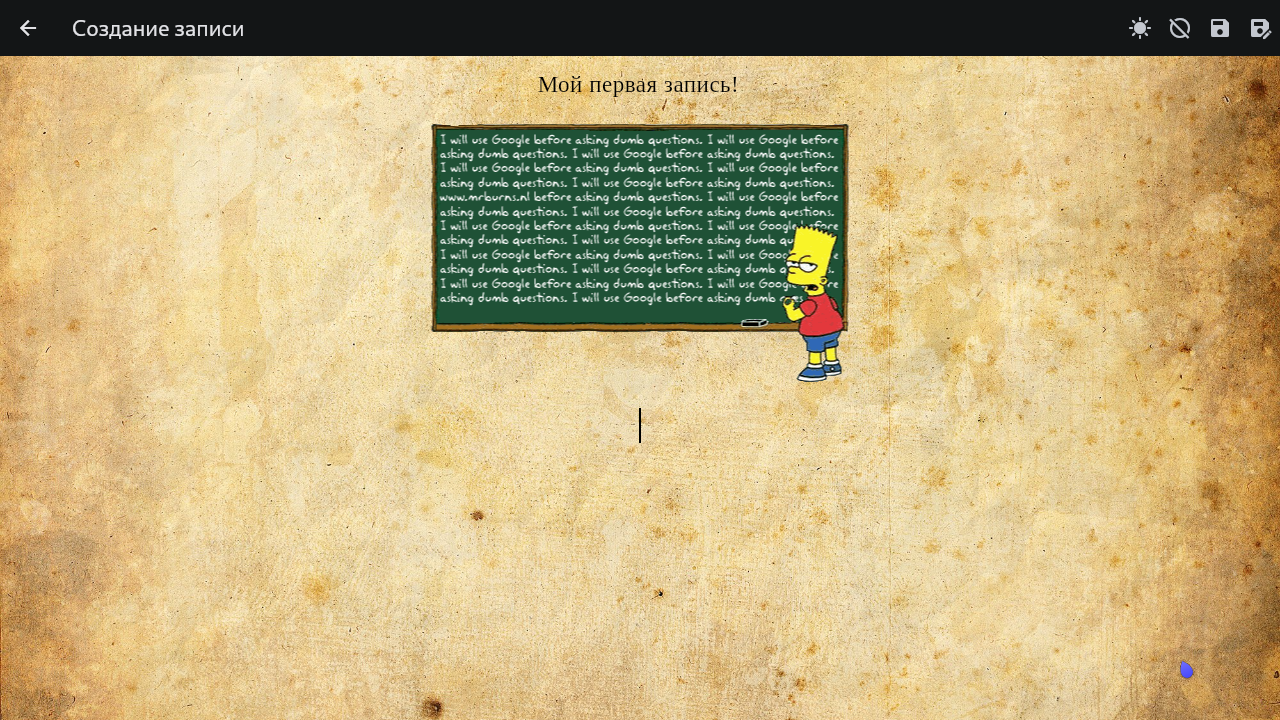 Создание записи
Мой первая запись!
I will use Google before asking dumb questions. I will use Google before
asking dumb questions. I will use Google before asking dumb questions.
I will use Google before asking dumb questions. I will use Google before
asking dumb questions. I will use Google before asking dumb questions.
www.mrburns.nl before asking dumb questions. I will use Google before
asking dumb questions. I will use Google before asking dumb questions.
I will use Google before asking dumb questions. I will use Google before
asking dumb questions. I will use Google before asking dumb
I will use Google before asking dumb questions. I will use
asking dumb questions. I will use Google before asking dumb
I will use Google before asking dumb questions. I will use
asking dumb questions. I will use Google before asking dumb